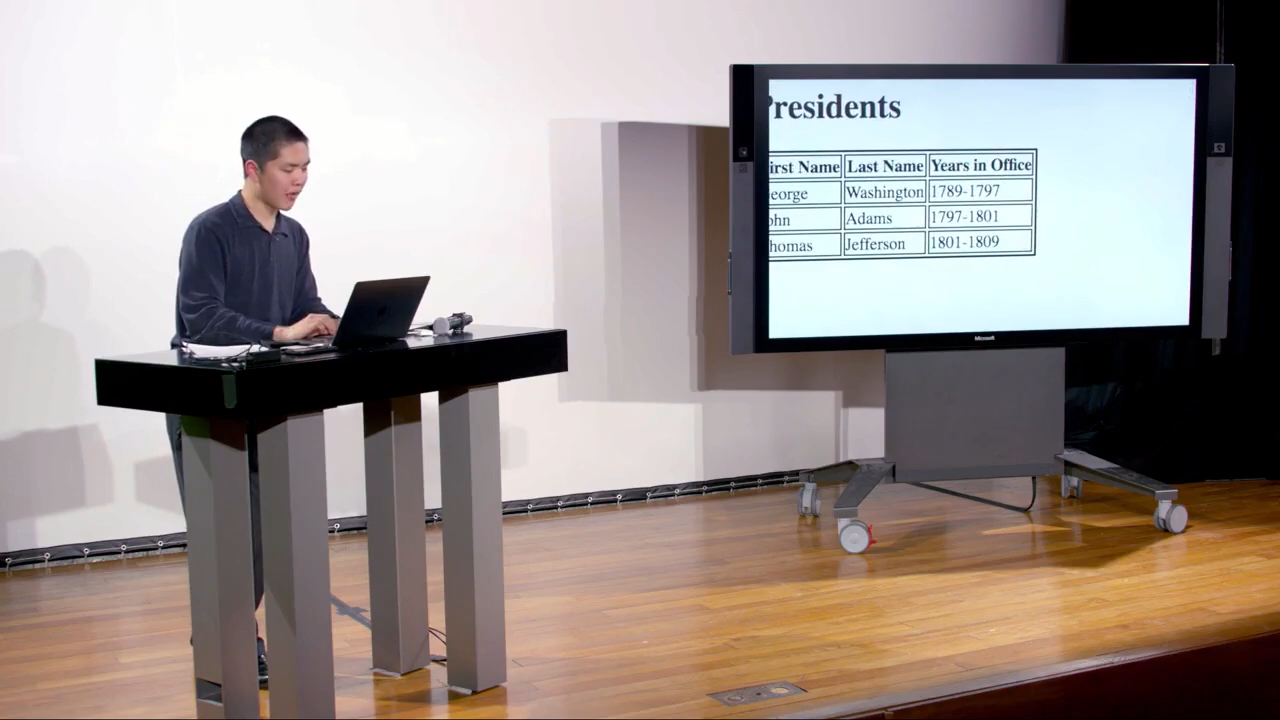 Presidents
irst Name Last Name Years in Office
eorge Washington 1789-1797
ohn Adams 1797-1801
homas Jefferson 1801-1809
Microsoft